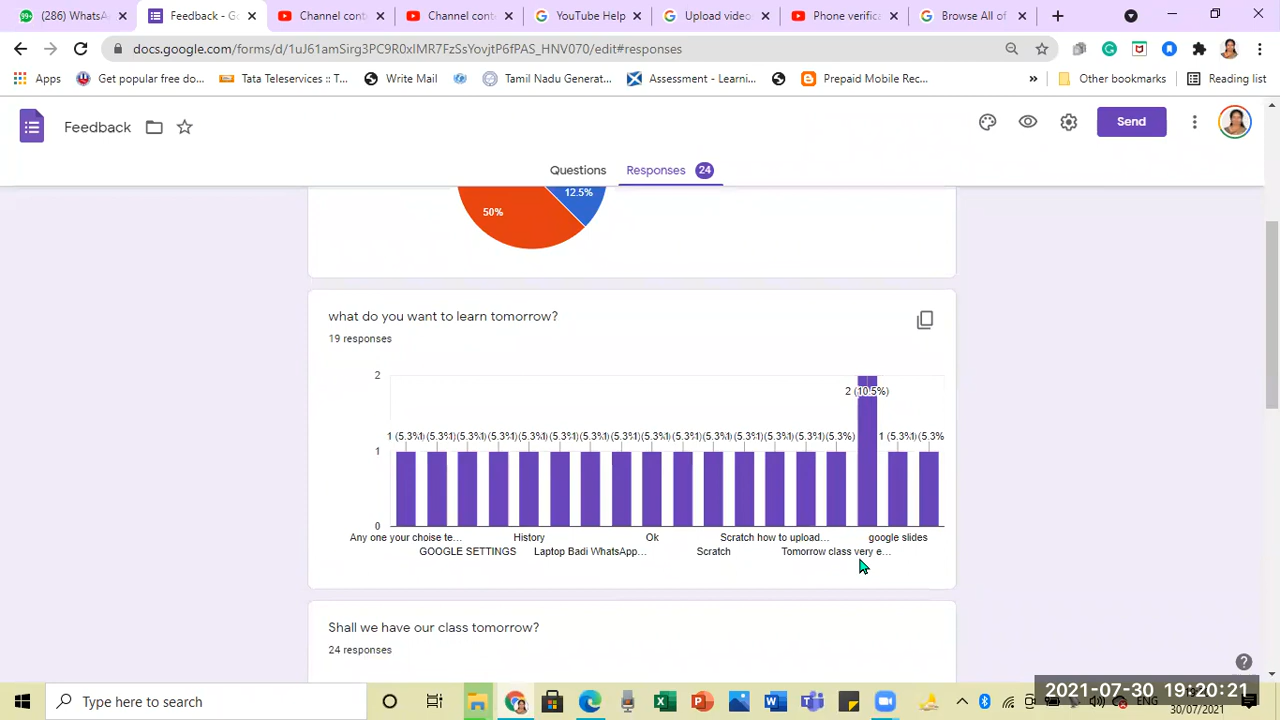 (286) WhatsA
Feedback - Go
Channel cont
Channel cont
YouTube Help
Upload video
Phone verifica
Browse All of
docs.google.com/forms/d/1uJ61amSirg3PC9R0XIMR7FzSsYovjtP6fPAS_HNV070/edit#responses
Apps
Get popular free do...
Tata Teleservices :: T...
Write Mail
Tamil Nadu Generat...
Assessment - Learni...
Prepaid Mobile Rec...
»
Other bookmarks
Reading list
Feedback
Send
Questions
Responses 24
12.5%
50%
what do you want to learn tomorrow?
19 responses
2
2 (10.5%)
1 (5.3%)
1
0
Any one your choise te...
History
Ok
Scratch how to upload...
google slides
GOOGLE SETTINGS
Laptop Badi WhatsApp...
Scratch
Tomorrow class very e...
Shall we have our class tomorrow?
24 responses
Type here to search
ENG
2021-07-30 19:20:21
30/07/2021